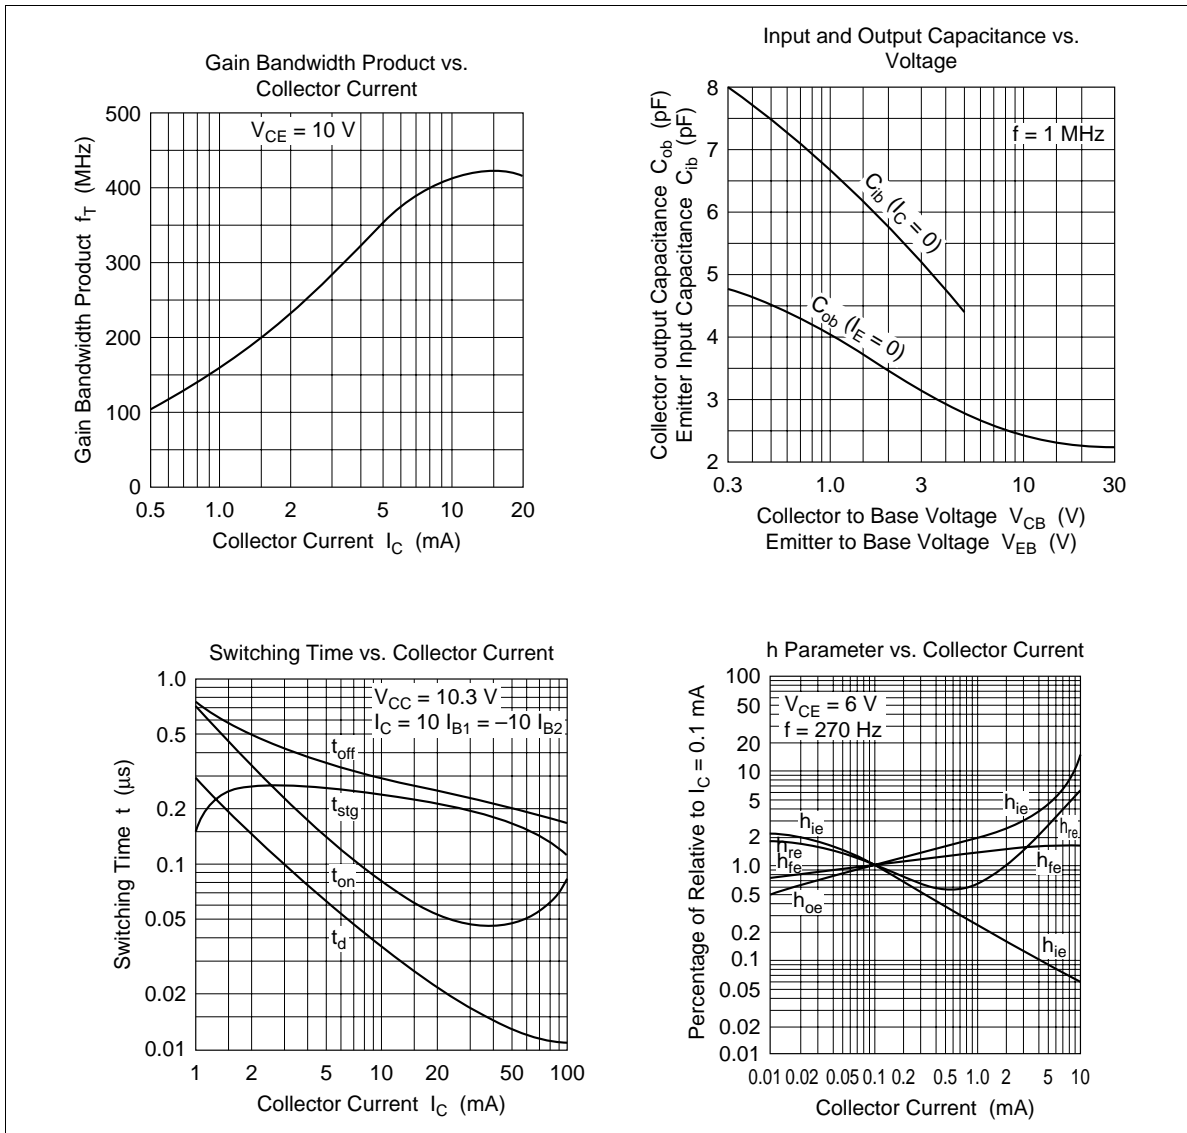 Gain Bandwidth Product vs.
Collector Current
500
400
300
200
100
0
Gain Bandwidth Product f_T (MHz)
V_CE = 10 V
0.5 1.0 2 5 10 20
Collector Current I_C (mA)
Input and Output Capacitance vs.
Voltage
8
7
6
5
4
3
2
Collector output Capacitance C_ob (pF)
Emitter Input Capacitance C_ib (pF)
f = 1 MHz
C_ib (I_C = 0)
C_ob (I_E = 0)
0.3 1.0 3 10 30
Collector to Base Voltage V_CB (V)
Emitter to Base Voltage V_EB (V)
Switching Time vs. Collector Current
1.0
0.5
0.2
0.1
0.05
0.02
0.01
Switching Time t (µs)
V_CC = 10.3 V
I_C = 10 I_B1 = –10 I_B2
t_off
t_stg
t_on
t_d
1 2 5 10 20 50 100
Collector Current I_C (mA)
h Parameter vs. Collector Current
100
50
20
10
5
2
1.0
0.5
0.2
0.1
0.05
0.02
0.01
Percentage of Relative to I_C = 0.1 mA
V_CE = 6 V
f = 270 Hz
h_ie
h_ie
h_re
h_re
h_fe
h_fe
h_oe
h_ie
0.01 0.02 0.05 0.1 0.2 0.5 1.0 2 5 10
Collector Current (mA)